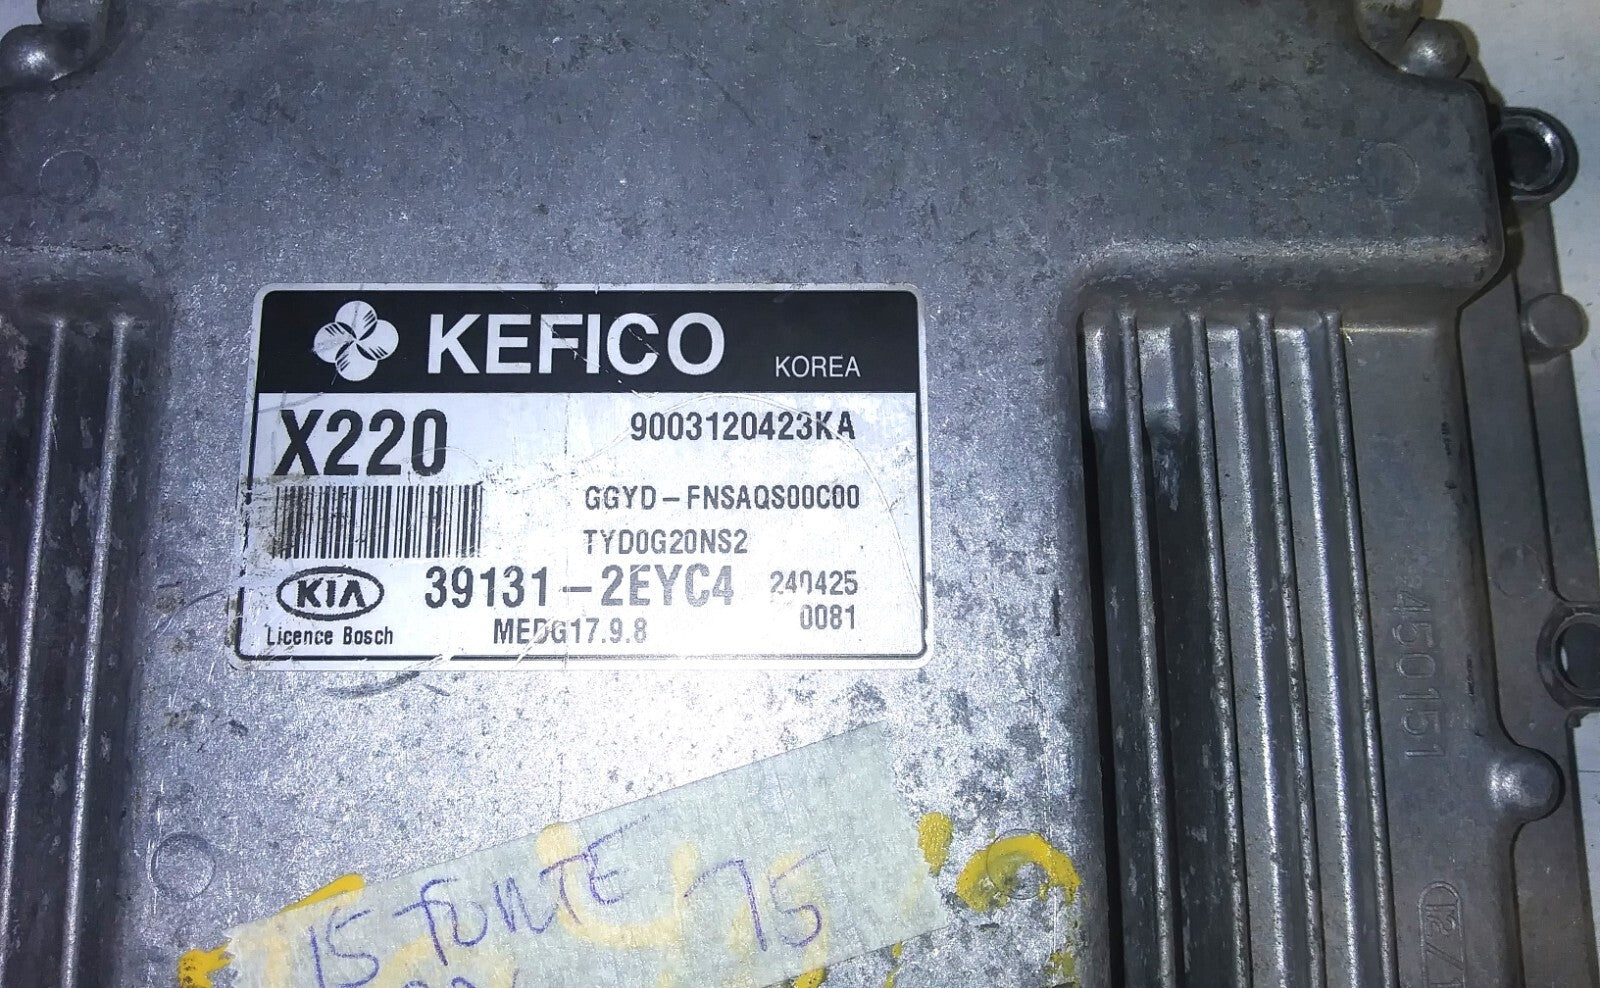 KEFICO KOREA
X220 9003120423KA
GGYD-FNSAQS00C00
TYD0G20NS2
KIA 39131-2EYC4 240425
Licence Bosch MEDG17.9.8 0081
450151
15 FORTE -75